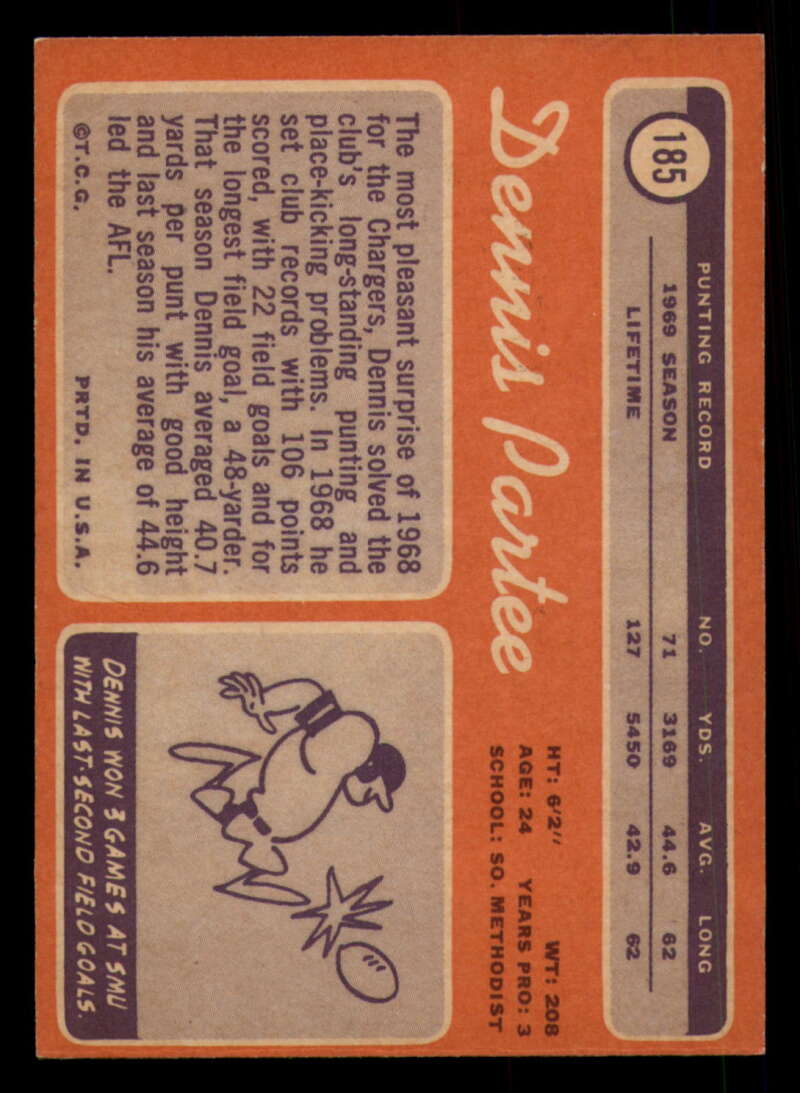 185
PUNTING RECORD NO. YDS. AVG. LONG
1969 SEASON 71 3169 44.6 62
LIFETIME 127 5450 42.9 62
Dennis Partee
HT: 6'2" WT: 208
AGE: 24 YEARS PRO: 3
SCHOOL: SO. METHODIST
The most pleasant surprise of 1968
for the Chargers, Dennis solved the
club's long-standing punting and
place-kicking problems. In 1968 he
set club records with 106 points
scored, with 22 field goals and for
the longest field goal, a 48-yarder.
That season Dennis averaged 40.7
yards per punt with good height
and last season his average of 44.6
led the AFL.
©T.C.G. PRTD. IN U.S.A.
DENNIS WON 3 GAMES AT SMU
WITH LAST-SECOND FIELD GOALS.